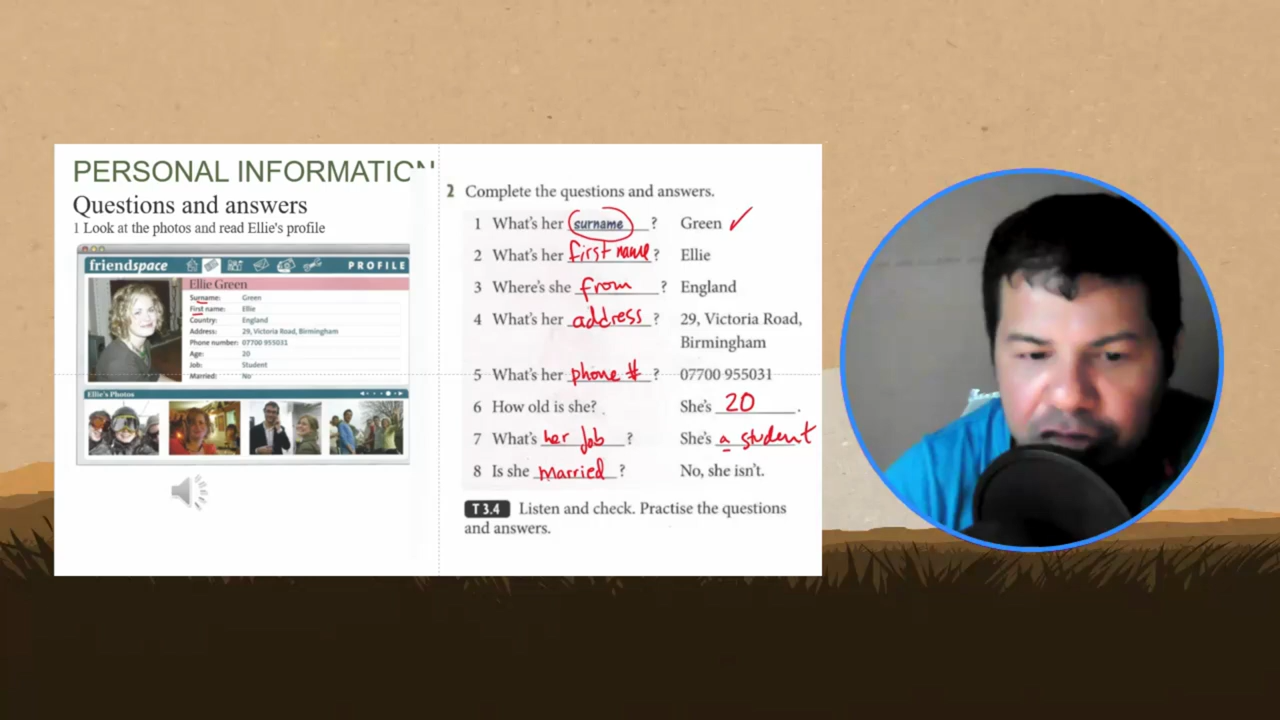 PERSONAL INFORMATION
Questions and answers
1 Look at the photos and read Ellie's profile
friendspace PROFILE
Ellie Green
Surname: Green
First name: Ellie
Country: England
Address: 29, Victoria Road, Birmingham
Phone number: 07700 955031
Age: 20
Job: Student
Married: No
Ellie's Photos
2 Complete the questions and answers.
1 What's her surname ? Green
2 What's her first name ? Ellie
3 Where's she from ? England
4 What's her address ? 29, Victoria Road,
Birmingham
5 What's her phone # ? 07700 955031
6 How old is she? She's 20 .
7 What's her Job ? She's a student
8 Is she married ? No, she isn't.
T 3.4 Listen and check. Practise the questions
and answers.